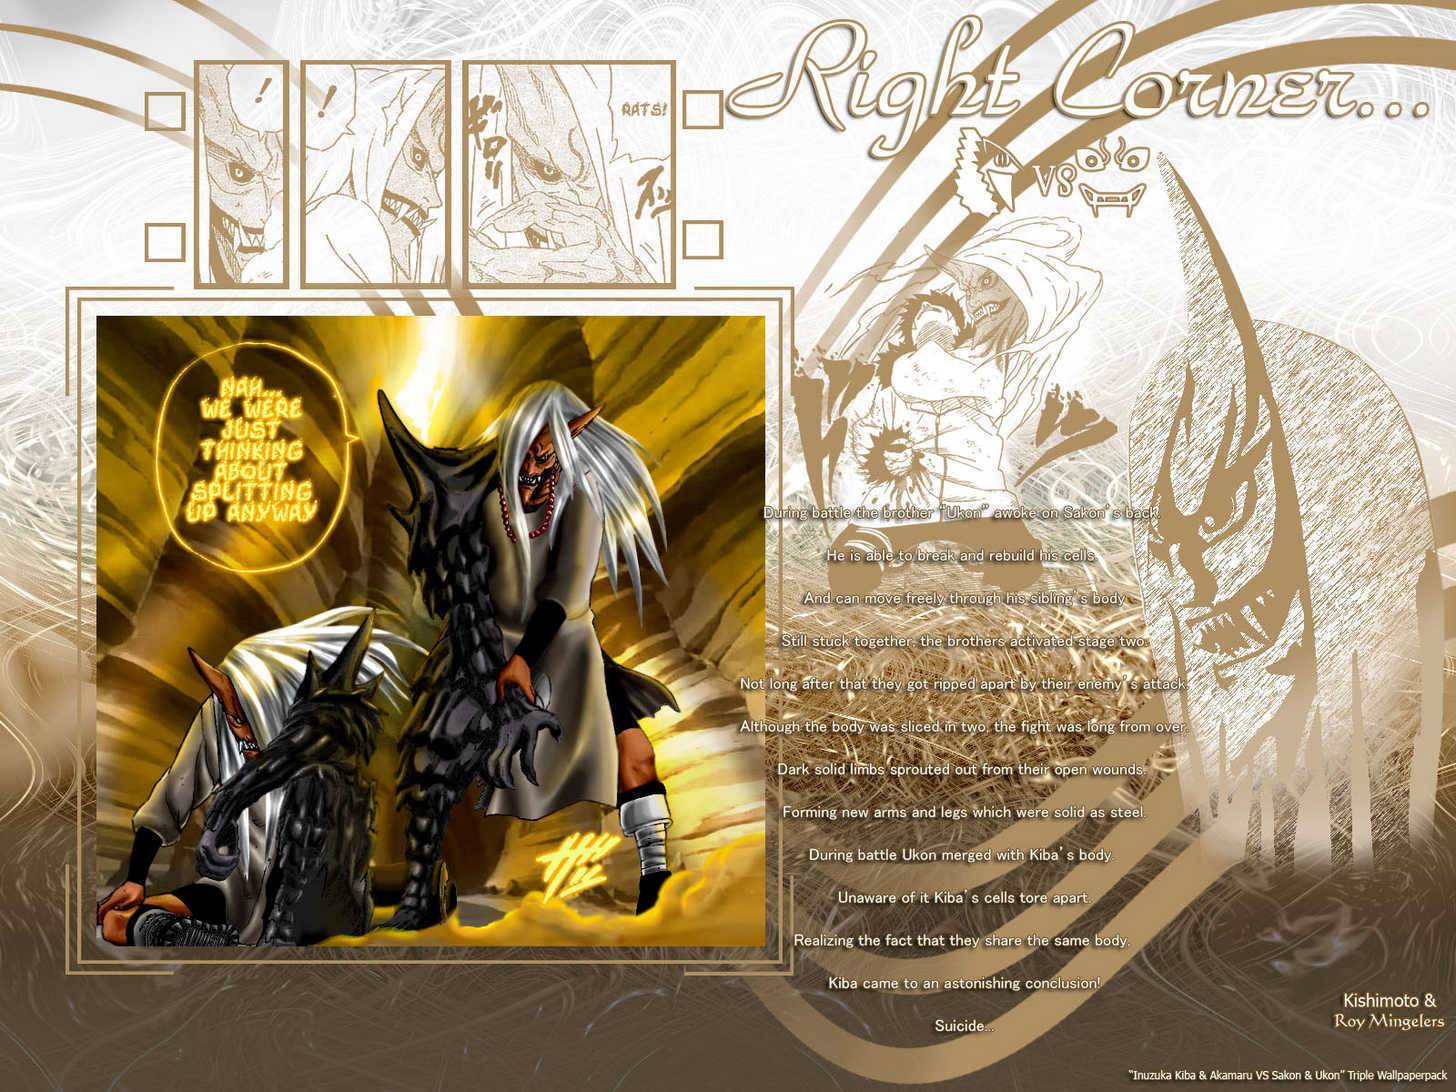 Right Corner...
!
!
RATS!
VS
NAH...
WE WERE
JUST
THINKING
ABOUT
SPLITTING
UP ANYWAY
During battle the brother "Ukon" awoke on Sakon's back.
He is able to break and rebuild his cells
And can move freely through his sibling's body
Still stuck together, the brothers activated stage two.
Not long after that they got ripped apart by their enemy's attack.
Although the body was sliced in two, the fight was long from over.
Dark solid limbs sprouted out from their open wounds.
Forming new arms and legs which were solid as steel.
During battle Ukon merged with Kiba's body.
Unaware of it Kiba's cells tore apart.
Realizing the fact that they share the same body.
Kiba came to an astonishing conclusion!
Suicide...
Kishimoto &
Roy Mingelers
"Inuzuka Kiba & Akamaru VS Sakon & Ukon" Triple Wallpaperpack